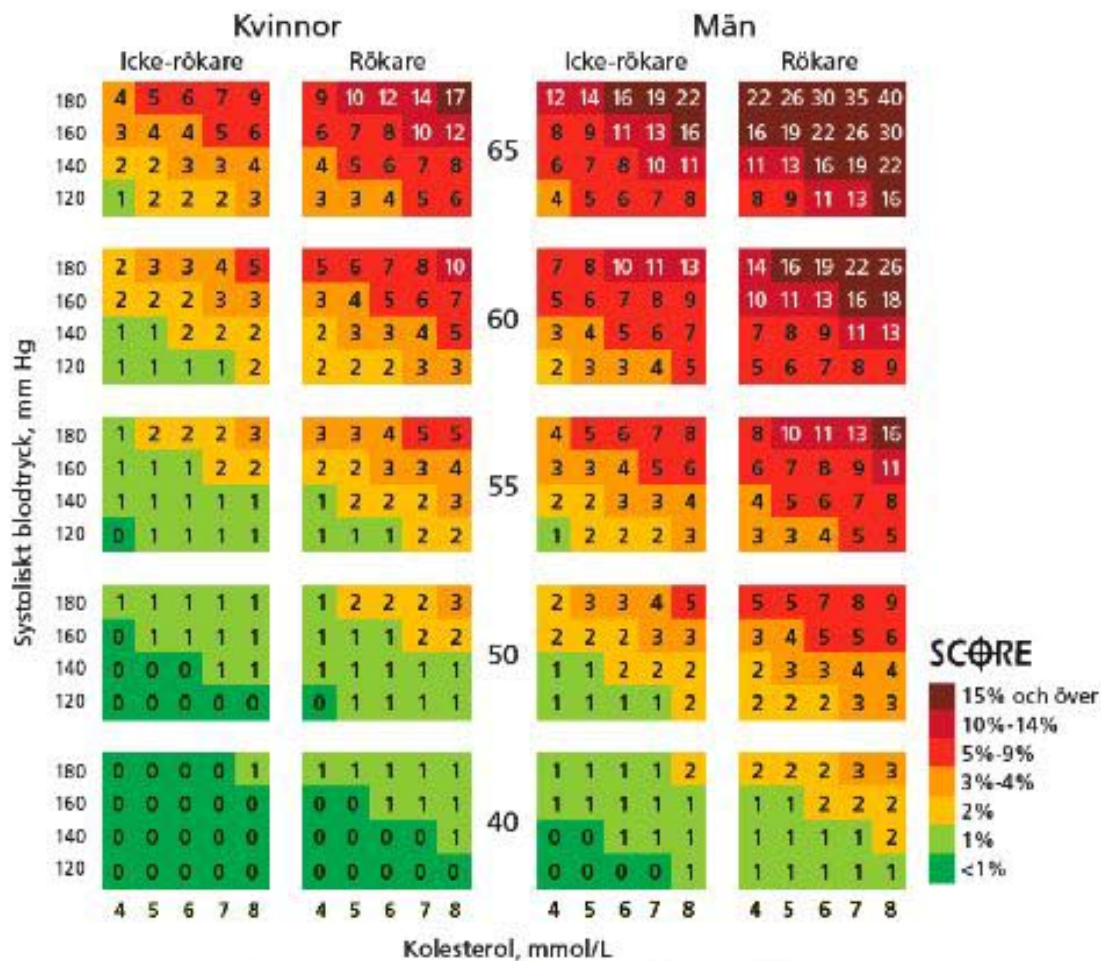 Kvinnor Män
Icke-rökare Rökare Icke-rökare Rökare
180 4 5 6 7 9 9 10 12 14 17 12 14 16 19 22 22 26 30 35 40
160 3 4 4 5 6 6 7 8 10 12 8 9 11 13 16 16 19 22 26 30
65
140 2 2 3 3 4 4 5 6 7 8 6 7 8 10 11 11 13 16 19 22
120 1 2 2 2 3 3 3 4 5 6 4 5 6 7 8 8 9 11 13 16
180 2 3 3 4 5 5 6 7 8 10 7 8 10 11 13 14 16 19 22 26
160 2 2 2 3 3 3 4 5 6 7 5 6 7 8 9 10 11 13 16 18
60
140 1 1 2 2 2 2 3 3 4 5 3 4 5 6 7 7 8 9 11 13
120 1 1 1 1 2 2 2 2 3 3 2 3 3 4 5 5 6 7 8 9
180 1 2 2 2 3 3 3 4 5 5 4 5 6 7 8 8 10 11 13 16
160 1 1 1 2 2 2 2 3 3 4 3 3 4 5 6 6 7 8 9 11
55
140 1 1 1 1 1 1 2 2 2 3 2 2 3 3 4 4 5 6 7 8
120 0 1 1 1 1 1 1 1 2 2 1 2 2 2 3 3 3 4 5 5
180 1 1 1 1 1 1 2 2 2 3 2 3 3 4 5 5 5 7 8 9
160 0 1 1 1 1 1 1 1 2 2 2 2 2 3 3 3 4 5 5 6
50
140 0 0 0 1 1 1 1 1 1 1 1 1 2 2 2 2 3 3 4 4
120 0 0 0 0 0 0 1 1 1 1 1 1 1 1 2 2 2 2 3 3
180 0 0 0 0 1 1 1 1 1 1 1 1 1 1 2 2 2 2 3 3
160 0 0 0 0 0 0 0 1 1 1 1 1 1 1 1 1 1 2 2 2
40
140 0 0 0 0 0 0 0 0 0 1 0 0 1 1 1 1 1 1 1 2
120 0 0 0 0 0 0 0 0 0 0 0 0 0 0 1 1 1 1 1 1
4 5 6 7 8 4 5 6 7 8 4 5 6 7 8 4 5 6 7 8
Kolesterol, mmol/L
Systoliskt blodtryck, mm Hg
SCORE
15% och över
10%-14%
5%-9%
3%-4%
2%
1%
<1%